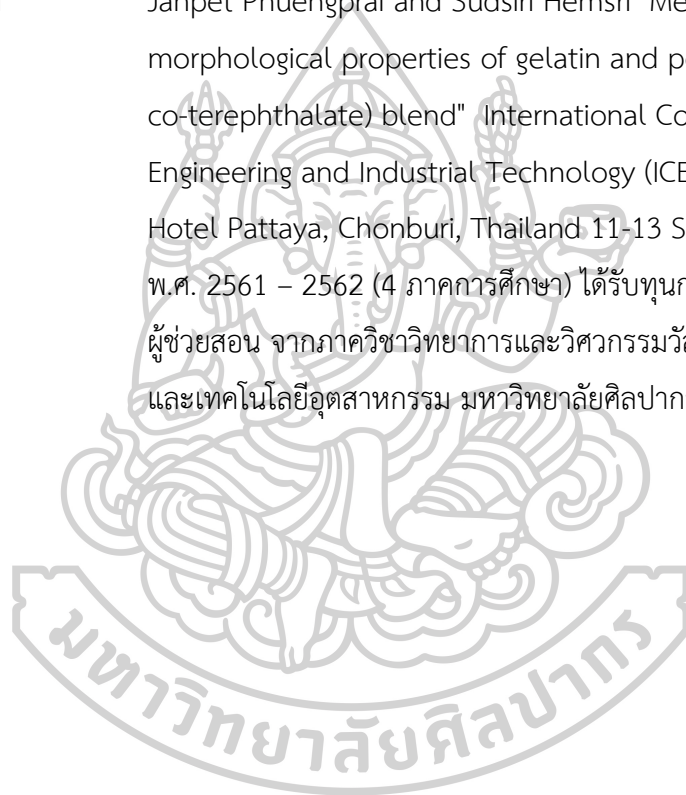 Janpet Phuengprai and Sudsiri Hemsri "Me
morphological properties of gelatin and p
co-terephthalate) blend" International Co
Engineering and Industrial Technology (ICE
Hotel Pattaya, Chonburi, Thailand 11-13 S
พ.ศ. 2561 – 2562 (4 ภาคการศึกษา) ได้รับทุน
ผู้ช่วยสอน จากภาควิชาวิทยาการและวิศวกรรมวั
และเทคโนโลยีอุตสาหกรรม มหาวิทยาลัยศิลปาก
มหาวิทยาลัยศิลปากร